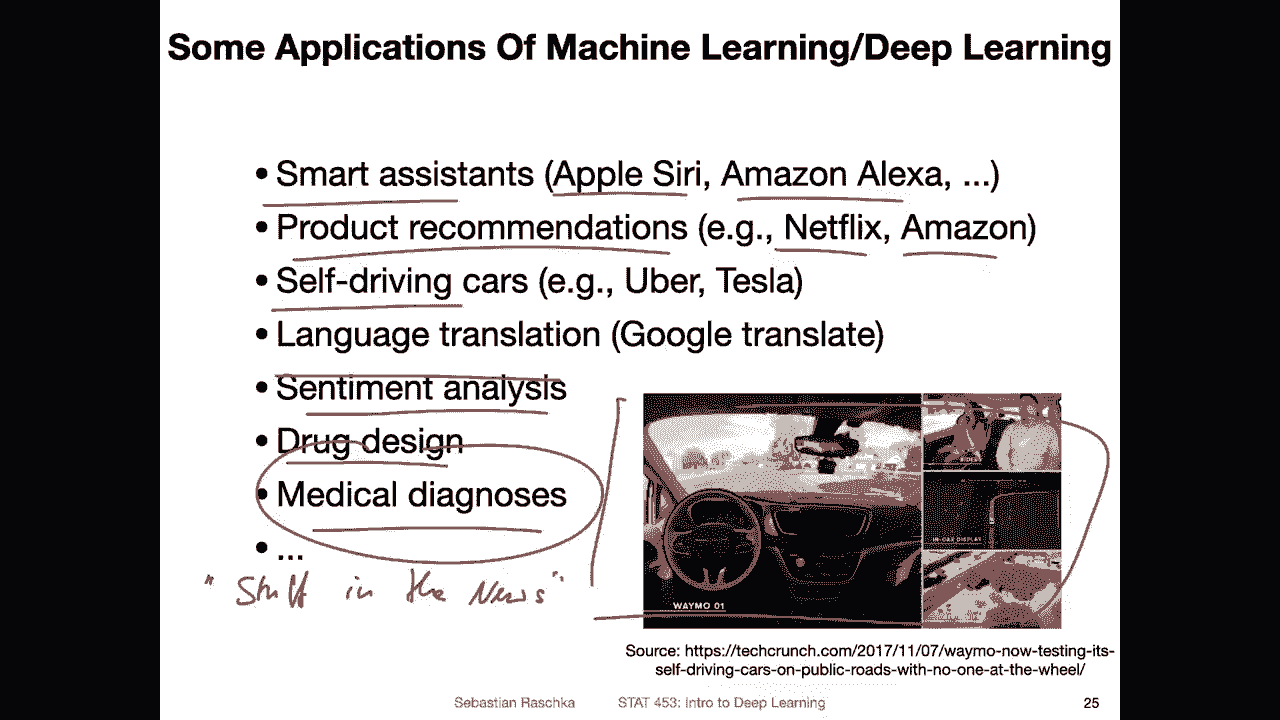 Some Applications Of Machine Learning/Deep Learning
• Smart assistants (Apple Siri, Amazon Alexa, ...)
• Product recommendations (e.g., Netflix, Amazon)
• Self-driving cars (e.g., Uber, Tesla)
• Language translation (Google translate)
• Sentiment analysis
• Drug design
• Medical diagnoses
• ...
"Stuff in the News"
WAYMO 01
IN-CAR DISPLAY
Source: https://techcrunch.com/2017/11/07/waymo-now-testing-its-
self-driving-cars-on-public-roads-with-no-one-at-the-wheel/
Sebastian Raschka STAT 453: Intro to Deep Learning 25